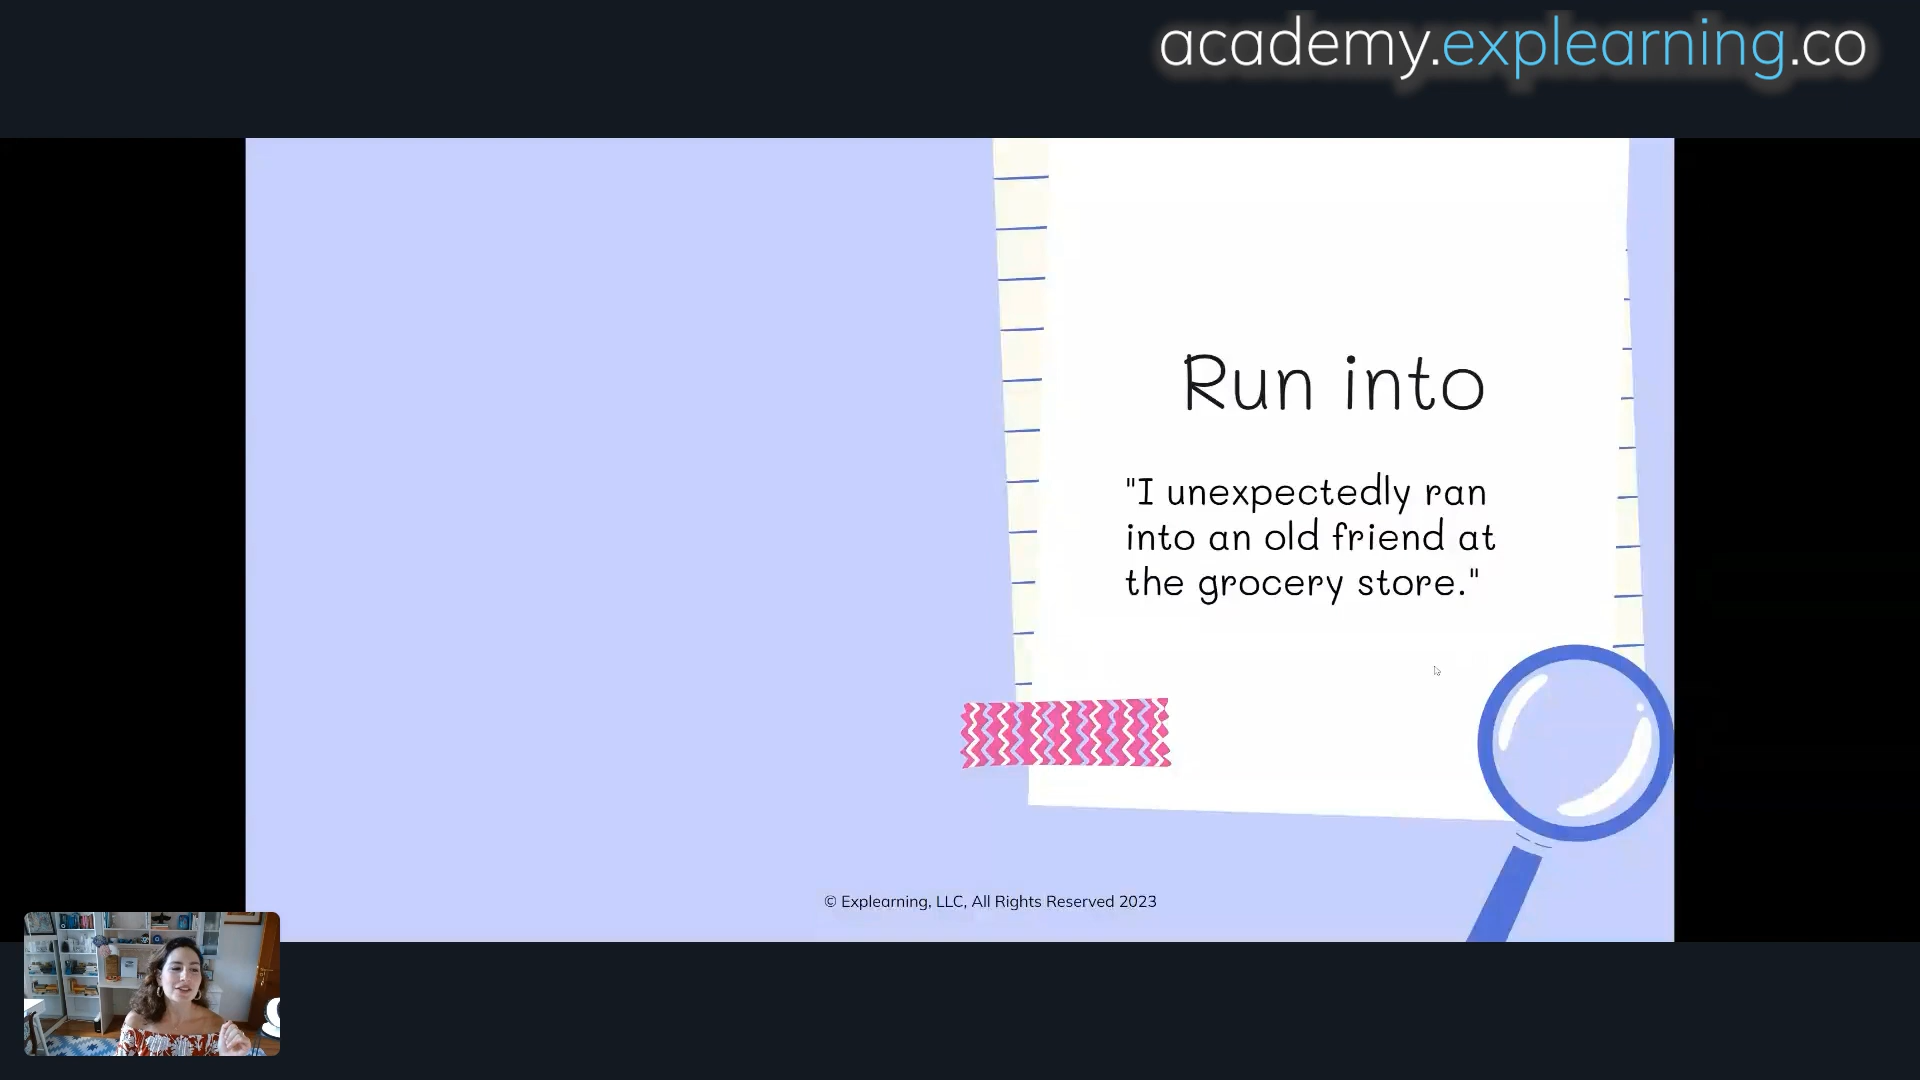 academy.explearning.co
Run into
"I unexpectedly ran
into an old friend at
the grocery store."
© Explearning, LLC, All Rights Reserved 2023